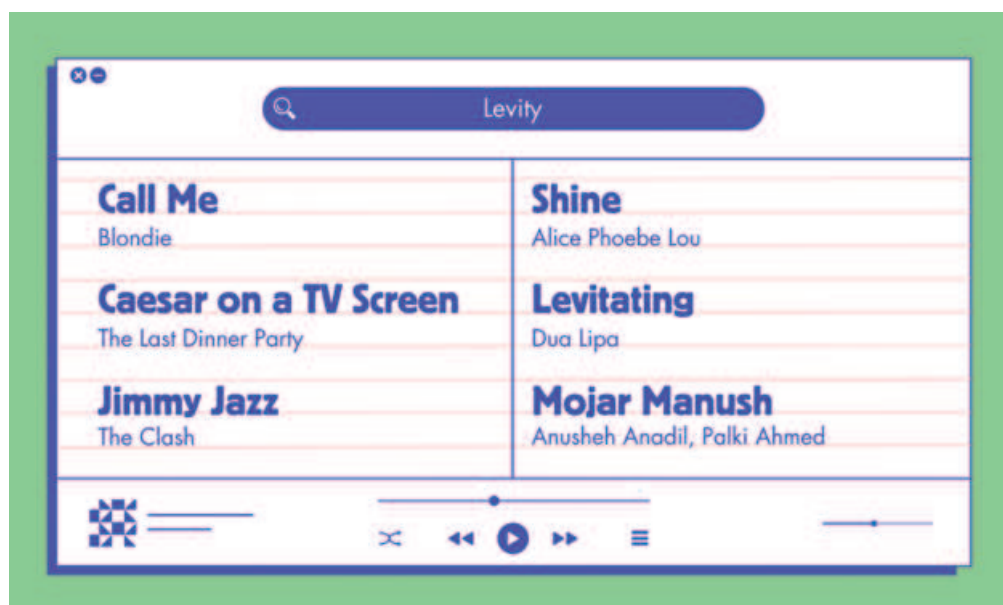 Levity
Call Me
Blondie
Caesar on a TV Screen
The Last Dinner Party
Jimmy Jazz
The Clash
Shine
Alice Phoebe Lou
Levitating
Dua Lipa
Mojar Manush
Anusheh Anadil, Palki Ahmed